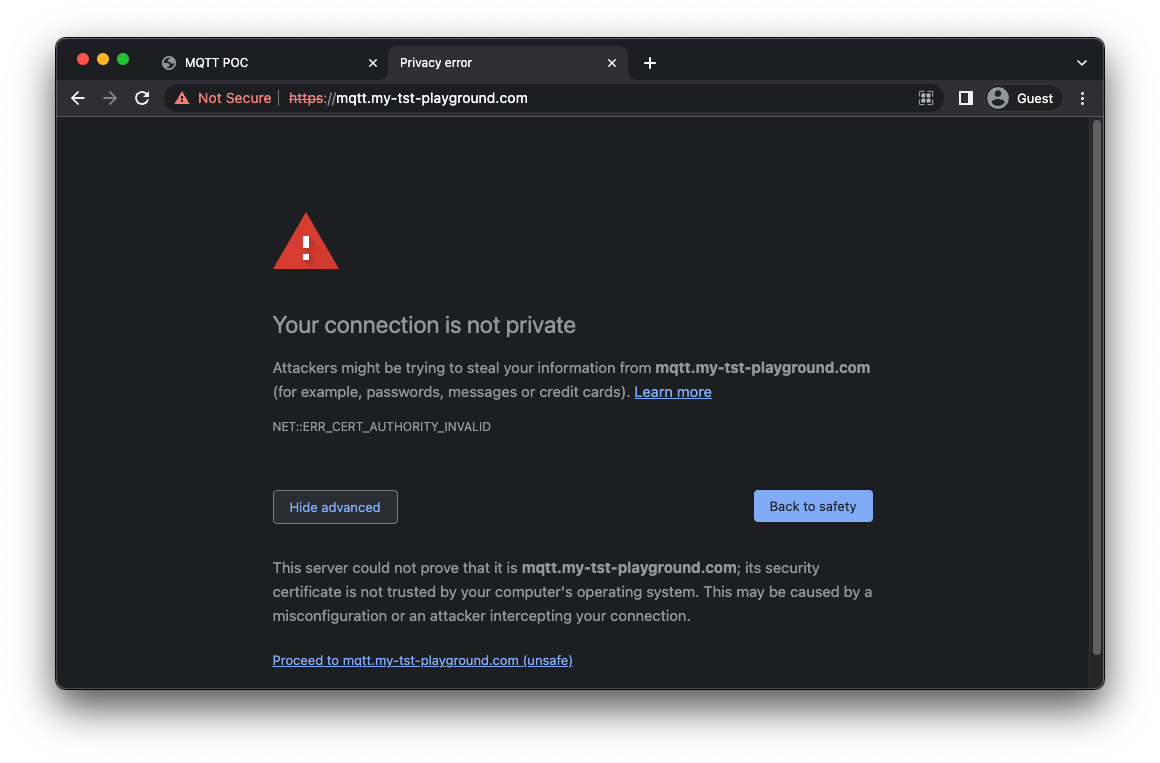 MQTT POC
Privacy error
Not Secure
https://mqtt.my-tst-playground.com
Guest
Your connection is not private
Attackers might be trying to steal your information from mqtt.my-tst-playground.com
(for example, passwords, messages or credit cards). Learn more
NET::ERR_CERT_AUTHORITY_INVALID
Hide advanced
Back to safety
This server could not prove that it is mqtt.my-tst-playground.com; its security
certificate is not trusted by your computer's operating system. This may be caused by a
misconfiguration or an attacker intercepting your connection.
Proceed to mqtt.my-tst-playground.com (unsafe)